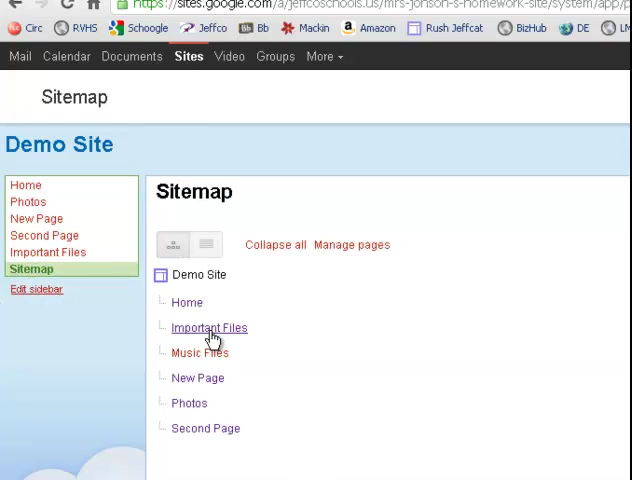 https://sites.google.com/a/jeffcoschools.us/mrs-jonson-s-homework-site/system/app/p
Circ RVHS Schoogle Jeffco Bb Mackin Amazon Rush Jeffcat BizHub DE LM
Mail Calendar Documents Sites Video Groups More
Sitemap
Demo Site
Home
Photos
New Page
Second Page
Important Files
Sitemap
Edit sidebar
Sitemap
Collapse all Manage pages
Demo Site
Home
Important Files
Music Files
New Page
Photos
Second Page